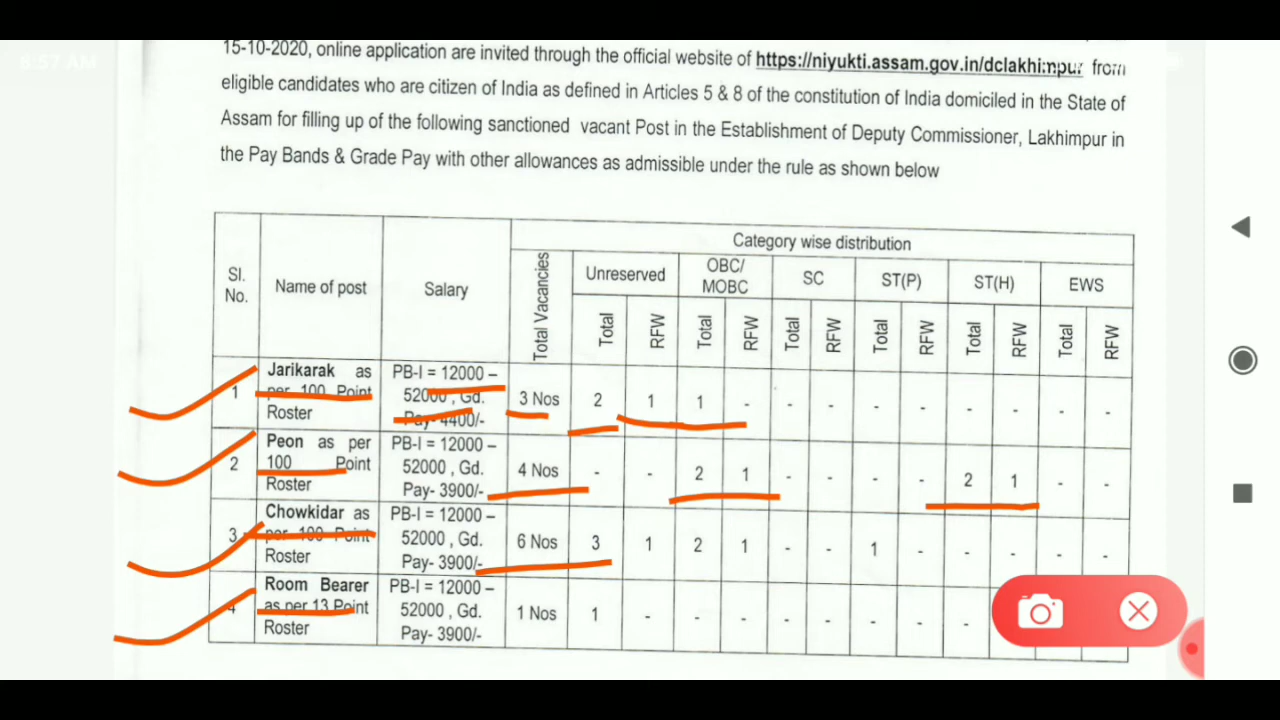 8:57 AM
15-10-2020, online application are invited through the official website of https://niyukti.assam.gov.in/dclakhimpur from
eligible candidates who are citizen of India as defined in Articles 5 & 8 of the constitution of India domiciled in the State of
Assam for filling up of the following sanctioned vacant Post in the Establishment of Deputy Commissioner, Lakhimpur in
the Pay Bands & Grade Pay with other allowances as admissible under the rule as shown below
Sl. No. Name of post Salary Total Vacancies Category wise distribution
Unreserved OBC/ MOBC SC ST(P) ST(H) EWS
Total RFW Total RFW Total RFW Total RFW Total RFW Total RFW
1 Jarikarak as per 100 Point Roster PB-I = 12000 – 52000 , Gd. Pay- 4400/- 3 Nos 2 1 1 - - - - - - - - -
2 Peon as per 100 Point Roster PB-I = 12000 – 52000 , Gd. Pay- 3900/- 4 Nos - - 2 1 - - - - 2 1 - -
3 Chowkidar as per 100 Point Roster PB-I = 12000 – 52000 , Gd. Pay- 3900/- 6 Nos 3 1 2 1 - - 1 - - - - -
4 Room Bearer as per 13 Point Roster PB-I = 12000 – 52000 , Gd. Pay- 3900/- 1 Nos 1 - - - - - - -